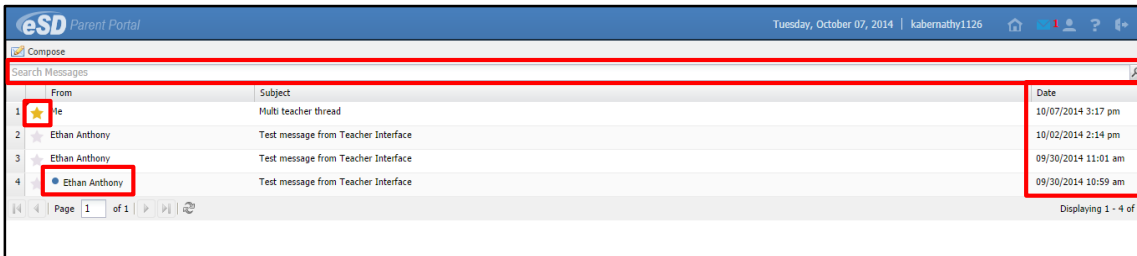 eSD Parent Portal Tuesday, October 07, 2014 | kabernathy1126 1 ?
Compose
Search Messages
From Subject Date
1 Me Multi teacher thread 10/07/2014 3:17 pm
2 Ethan Anthony Test message from Teacher Interface 10/02/2014 2:14 pm
3 Ethan Anthony Test message from Teacher Interface 09/30/2014 11:01 am
4 Ethan Anthony Test message from Teacher Interface 09/30/2014 10:59 am
Page 1 of 1 Displaying 1 - 4 of